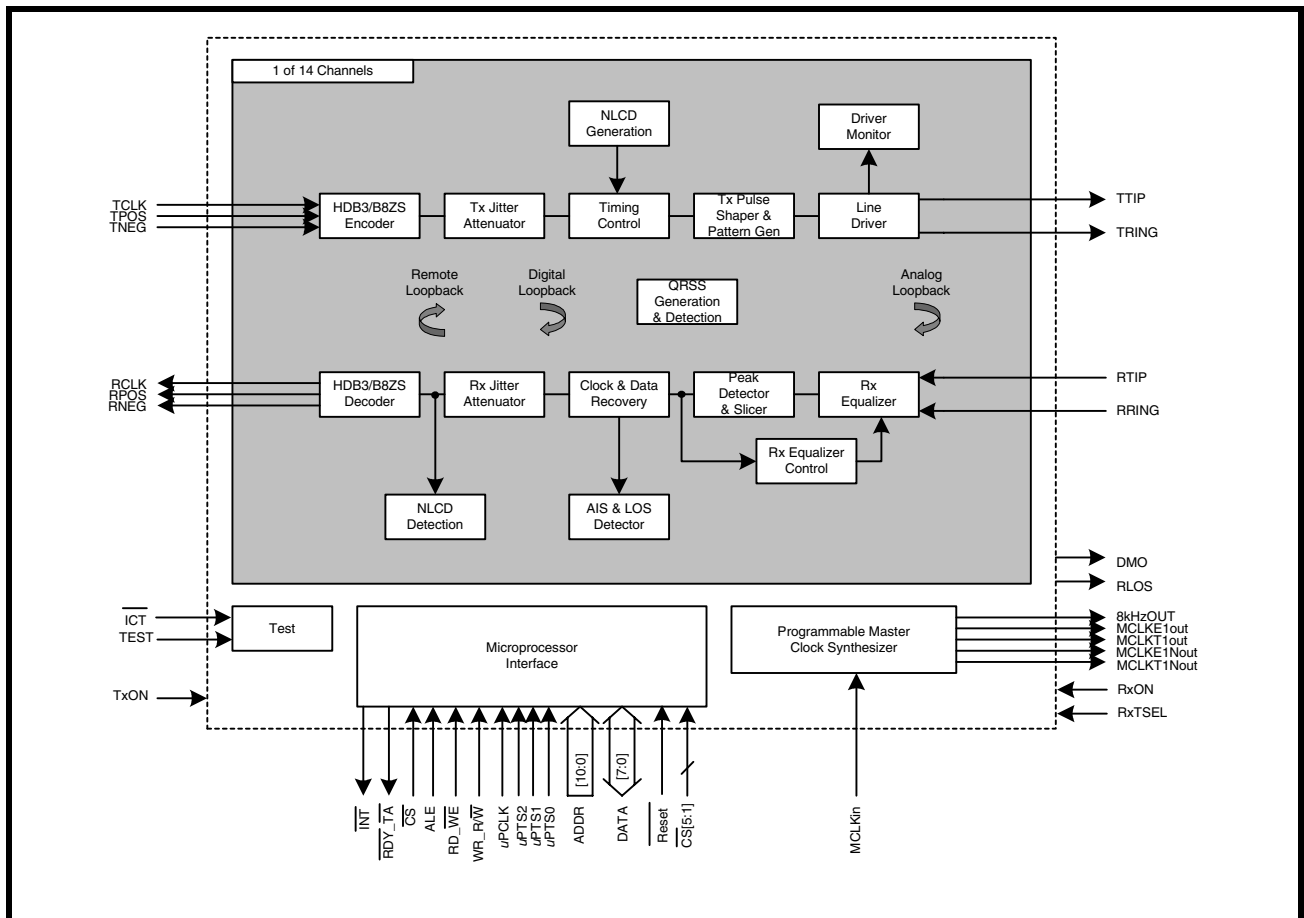 1 of 14 Channels
NLCD
Generation
Driver
Monitor
TCLK
TPOS
TNEG
HDB3/B8ZS
Encoder
Tx Jitter
Attenuator
Timing
Control
Tx Pulse
Shaper &
Pattern Gen
Line
Driver
TTIP
TRING
Remote
Loopback
Digital
Loopback
QRSS
Generation
& Detection
Analog
Loopback
RCLK
RPOS
RNEG
HDB3/B8ZS
Decoder
Rx Jitter
Attenuator
Clock & Data
Recovery
Peak
Detector
& Slicer
Rx
Equalizer
RTIP
RRING
Rx Equalizer
Control
NLCD
Detection
AIS & LOS
Detector
DMO
RLOS
ICT
TEST
Test
Microprocessor
Interface
Programmable Master
Clock Synthesizer
8kHzOUT
MCLKE1out
MCLKT1out
MCLKE1Nout
MCLKT1Nout
TxON
RxON
RxTSEL
INT
RDY_TA
CS
ALE
RD_WE
WR_R/W
uPCLK
uPTS2
uPTS1
uPTS0
[10:0]
ADDR
[7:0]
DATA
Reset
CS[5:1]
MCLKin